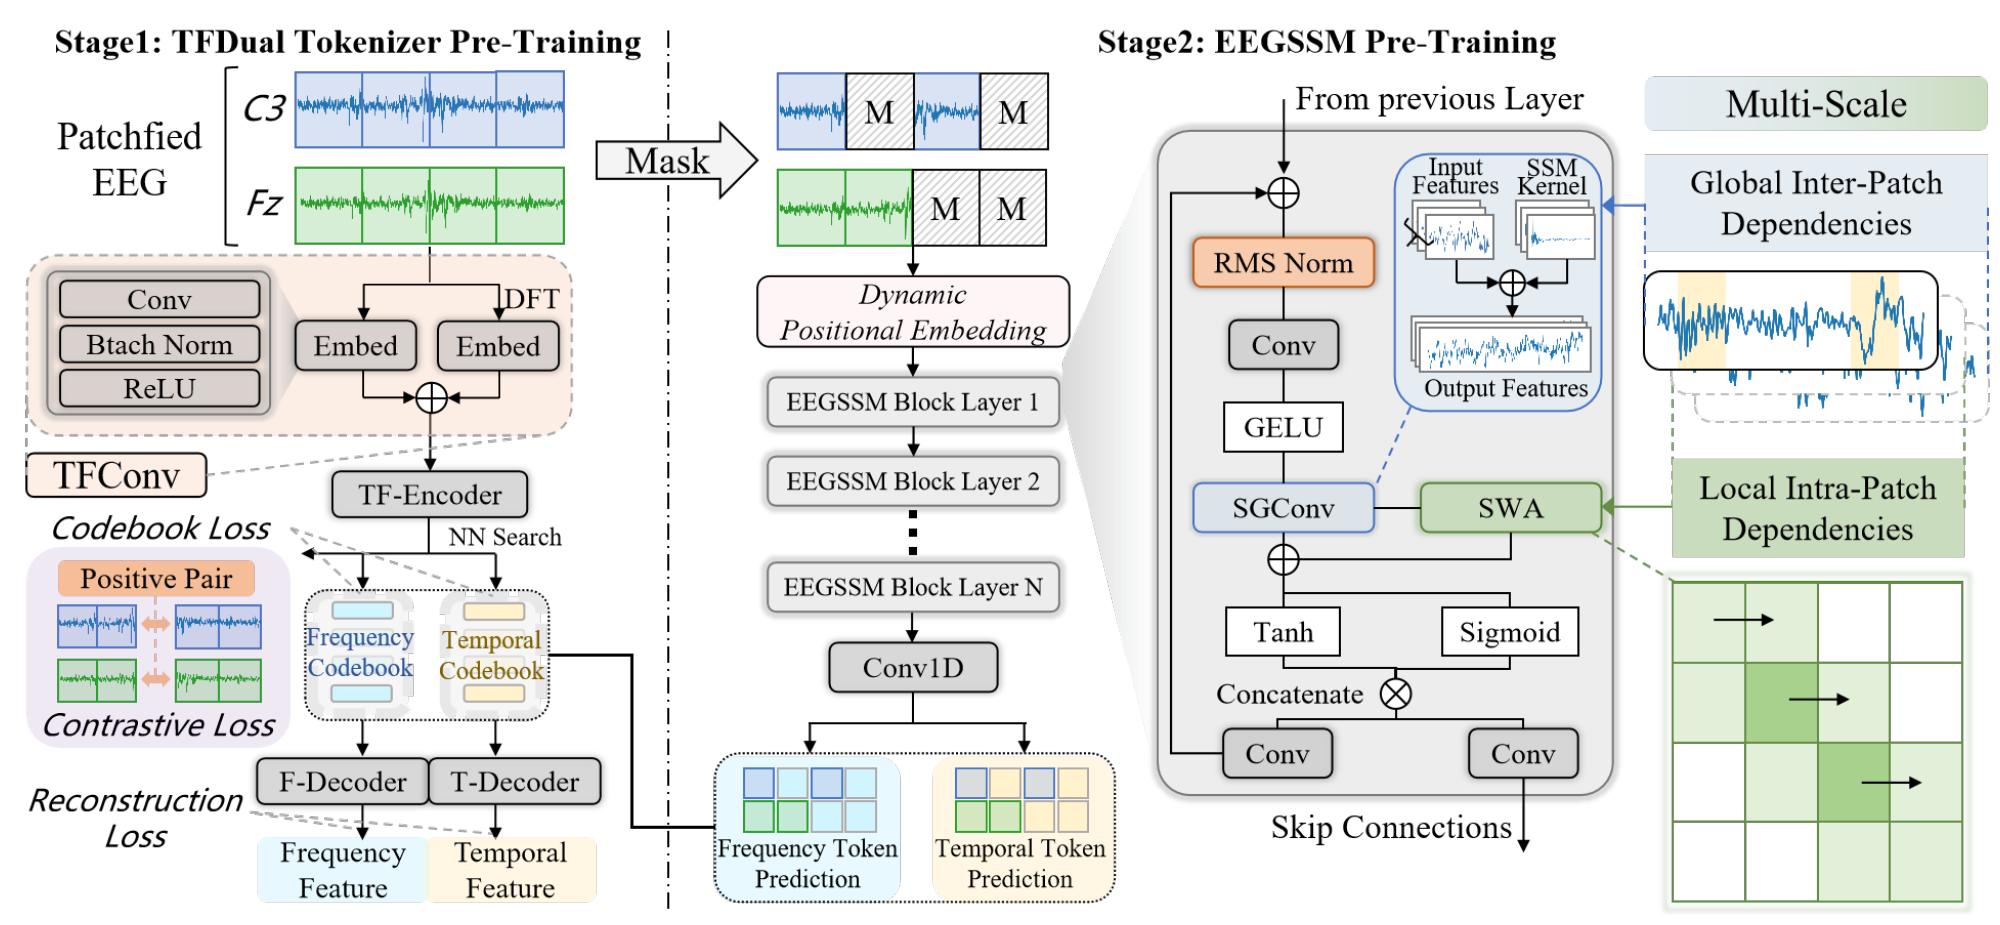 Stage1: TFDual Tokenizer Pre-Training
Patchfied
EEG
C3
Fz
Conv
Btach Norm
ReLU
DFT
Embed
Embed
TFConv
TF-Encoder
NN Search
Codebook Loss
Positive Pair
Contrastive Loss
Frequency
Codebook
Temporal
Codebook
F-Decoder
T-Decoder
Reconstruction
Loss
Frequency
Feature
Temporal
Feature
Mask
M
M
M
M
Dynamic
Positional Embedding
EEGSSM Block Layer 1
EEGSSM Block Layer 2
EEGSSM Block Layer N
Conv1D
Frequency Token
Prediction
Temporal Token
Prediction
Stage2: EEGSSM Pre-Training
From previous Layer
RMS Norm
Conv
GELU
SGConv
SWA
Tanh
Sigmoid
Concatenate
Conv
Conv
Skip Connections
Input
Features
SSM
Kernel
Output Features
Multi-Scale
Global Inter-Patch
Dependencies
Local Intra-Patch
Dependencies